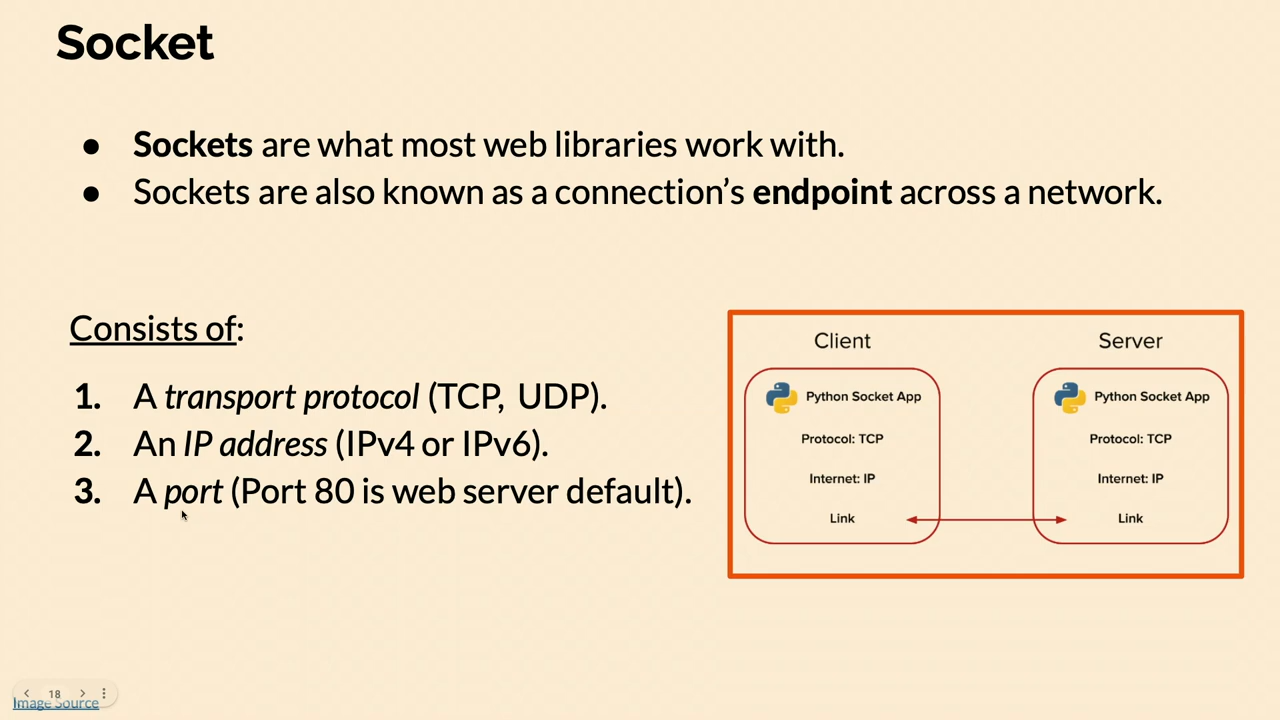 Socket
● Sockets are what most web libraries work with.
● Sockets are also known as a connection’s endpoint across a network.
Consists of:
1. A transport protocol (TCP, UDP).
2. An IP address (IPv4 or IPv6).
3. A port (Port 80 is web server default).
Client
Python Socket App
Protocol: TCP
Internet: IP
Link
Server
Python Socket App
Protocol: TCP
Internet: IP
Link
18
Image Source